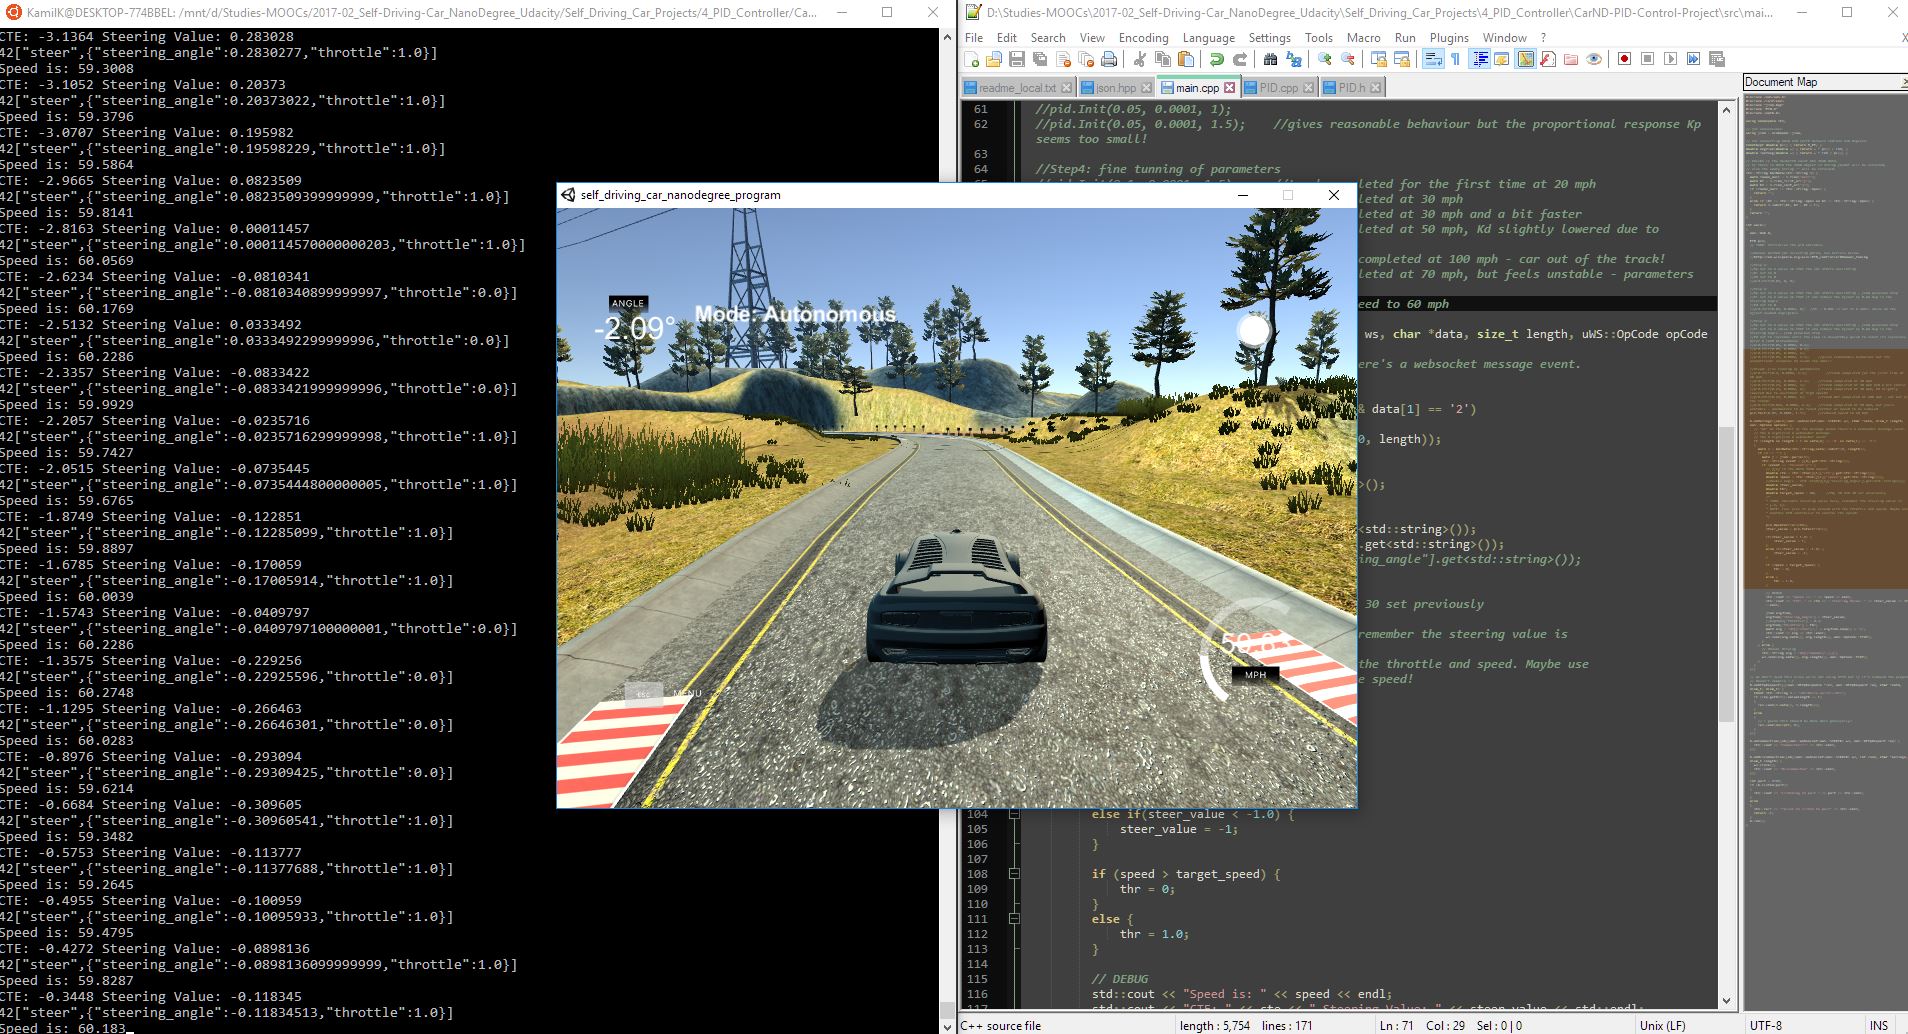 KamilK@DESKTOP-774BBEL: /mnt/d/Studies-MOOCs/2017-02_Self-Driving-Car_NanoDegree_Udacity/Self_Driving_Car_Projects/4_PID_Controller/Ca...
CTE: -3.1364 Steering Value: 0.283028
42["steer",{"steering_angle":0.2830277,"throttle":1.0}]
Speed is: 59.3008
CTE: -3.1052 Steering Value: 0.20373
42["steer",{"steering_angle":0.20373022,"throttle":1.0}]
Speed is: 59.3796
CTE: -3.0707 Steering Value: 0.195982
42["steer",{"steering_angle":0.19598229,"throttle":1.0}]
Speed is: 59.5864
CTE: -2.9665 Steering Value: 0.0823509
42["steer",{"steering_angle":0.0823509399999999,"throttle":1.0}]
Speed is: 59.8141
CTE: -2.8163 Steering Value: 0.00011457
42["steer",{"steering_angle":0.000114570000000203,"throttle":1.0}]
Speed is: 60.0569
CTE: -2.6234 Steering Value: -0.0810341
42["steer",{"steering_angle":-0.0810340899999997,"throttle":0.0}]
Speed is: 60.1769
CTE: -2.5132 Steering Value: 0.0333492
42["steer",{"steering_angle":0.0333492299999996,"throttle":0.0}]
Speed is: 60.2286
CTE: -2.3357 Steering Value: -0.0833422
42["steer",{"steering_angle":-0.0833421999999996,"throttle":0.0}]
Speed is: 59.9929
CTE: -2.2057 Steering Value: -0.0235716
42["steer",{"steering_angle":-0.0235716299999998,"throttle":1.0}]
Speed is: 59.7427
CTE: -2.0515 Steering Value: -0.0735445
42["steer",{"steering_angle":-0.0735444800000005,"throttle":1.0}]
Speed is: 59.6765
CTE: -1.8749 Steering Value: -0.122851
42["steer",{"steering_angle":-0.12285099,"throttle":1.0}]
Speed is: 59.8897
CTE: -1.6785 Steering Value: -0.170059
42["steer",{"steering_angle":-0.17005914,"throttle":1.0}]
Speed is: 60.0039
CTE: -1.5743 Steering Value: -0.0409797
42["steer",{"steering_angle":-0.0409797100000001,"throttle":0.0}]
Speed is: 60.2286
CTE: -1.3575 Steering Value: -0.229256
42["steer",{"steering_angle":-0.22925596,"throttle":0.0}]
Speed is: 60.2748
CTE: -1.1295 Steering Value: -0.266463
42["steer",{"steering_angle":-0.26646301,"throttle":0.0}]
Speed is: 60.0283
CTE: -0.8976 Steering Value: -0.293094
42["steer",{"steering_angle":-0.29309425,"throttle":0.0}]
Speed is: 59.6214
CTE: -0.6684 Steering Value: -0.309605
42["steer",{"steering_angle":-0.30960541,"throttle":1.0}]
Speed is: 59.3482
CTE: -0.5753 Steering Value: -0.113777
42["steer",{"steering_angle":-0.11377688,"throttle":1.0}]
Speed is: 59.2645
CTE: -0.4955 Steering Value: -0.100959
42["steer",{"steering_angle":-0.10095933,"throttle":1.0}]
Speed is: 59.4795
CTE: -0.4272 Steering Value: -0.0898136
42["steer",{"steering_angle":-0.0898136099999999,"throttle":1.0}]
Speed is: 59.8287
CTE: -0.3448 Steering Value: -0.118345
42["steer",{"steering_angle":-0.11834513,"throttle":1.0}]
Speed is: 60.183
self_driving_car_nanodegree_program
ANGLE
-2.09°
Mode: Autonomous
MPH
ESC MENU
D:\Studies-MOOCs\2017-02_Self-Driving-Car_NanoDegree_Udacity\Self_Driving_Car_Projects\4_PID_Controller\CarND-PID-Control-Project\src\mai...
File Edit Search View Encoding Language Settings Tools Macro Run Plugins Window ?
readme_local.txt json.hpp main.cpp PID.cpp PID.h
61 //pid.Init(0.05, 0.0001, 1);
62 //pid.Init(0.05, 0.0001, 1.5); //gives reasonable behaviour but the proportional response Kp
seems too small!
63
64 //Step4: fine tunning of parameters
pleted for the first time at 20 mph
leted at 30 mph
leted at 30 mph and a bit faster
leted at 50 mph, Kd slightly lowered due to
completed at 100 mph - car out of the track!
leted at 70 mph, but feels unstable - parameters
eed to 60 mph
ws, char *data, size_t length, uWS::OpCode opCode
ere's a websocket message event.
& data[1] == '2')
0, length));
>();
<std::string>());
.get<std::string>());
ing_angle"].get<std::string>());
30 set previously
remember the steering value is
the throttle and speed. Maybe use
e speed!
104 else if(steer_value < -1.0) {
105 steer_value = -1;
106 }
107
108 if (speed > target_speed) {
109 thr = 0;
110 }
111 else {
112 thr = 1.0;
113 }
114
115 // DEBUG
116 std::cout << "Speed is: " << speed << endl;
117 std::cout << "CTE: " << cte << " Steering Value: " << steer_value << std::endl;
C++ source file length : 5,754 lines : 171 Ln : 71 Col : 29 Sel : 0 | 0 Unix (LF) UTF-8 INS
Document Map